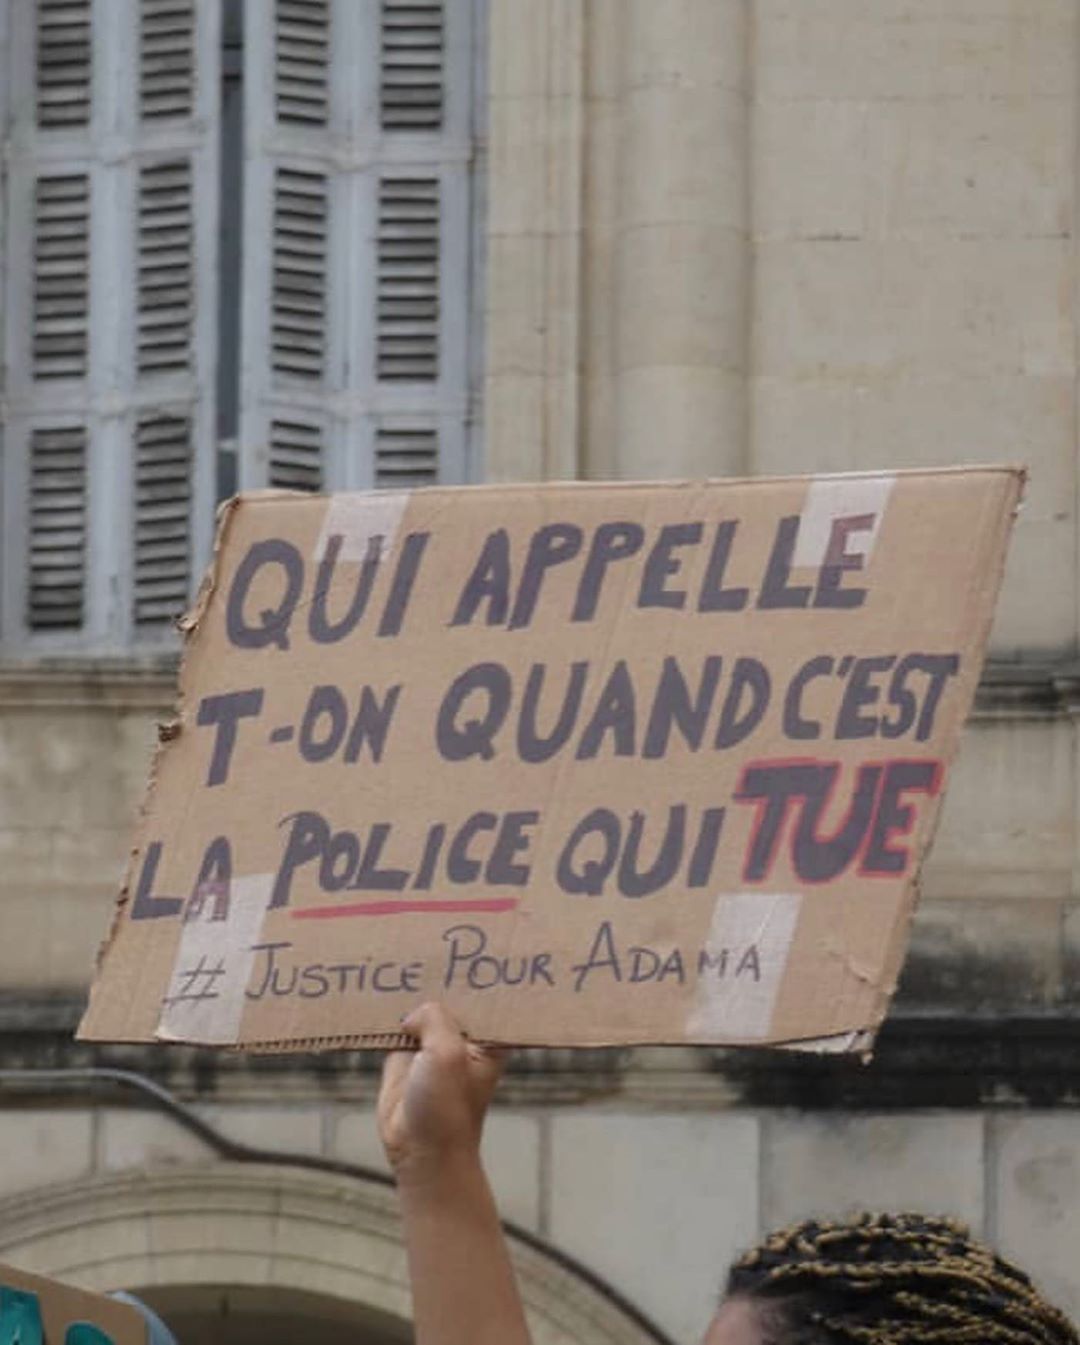 QUI APPELLE
T-ON QUAND C'EST
LA POLICE QUI TUE
# JUSTICE POUR ADAMA